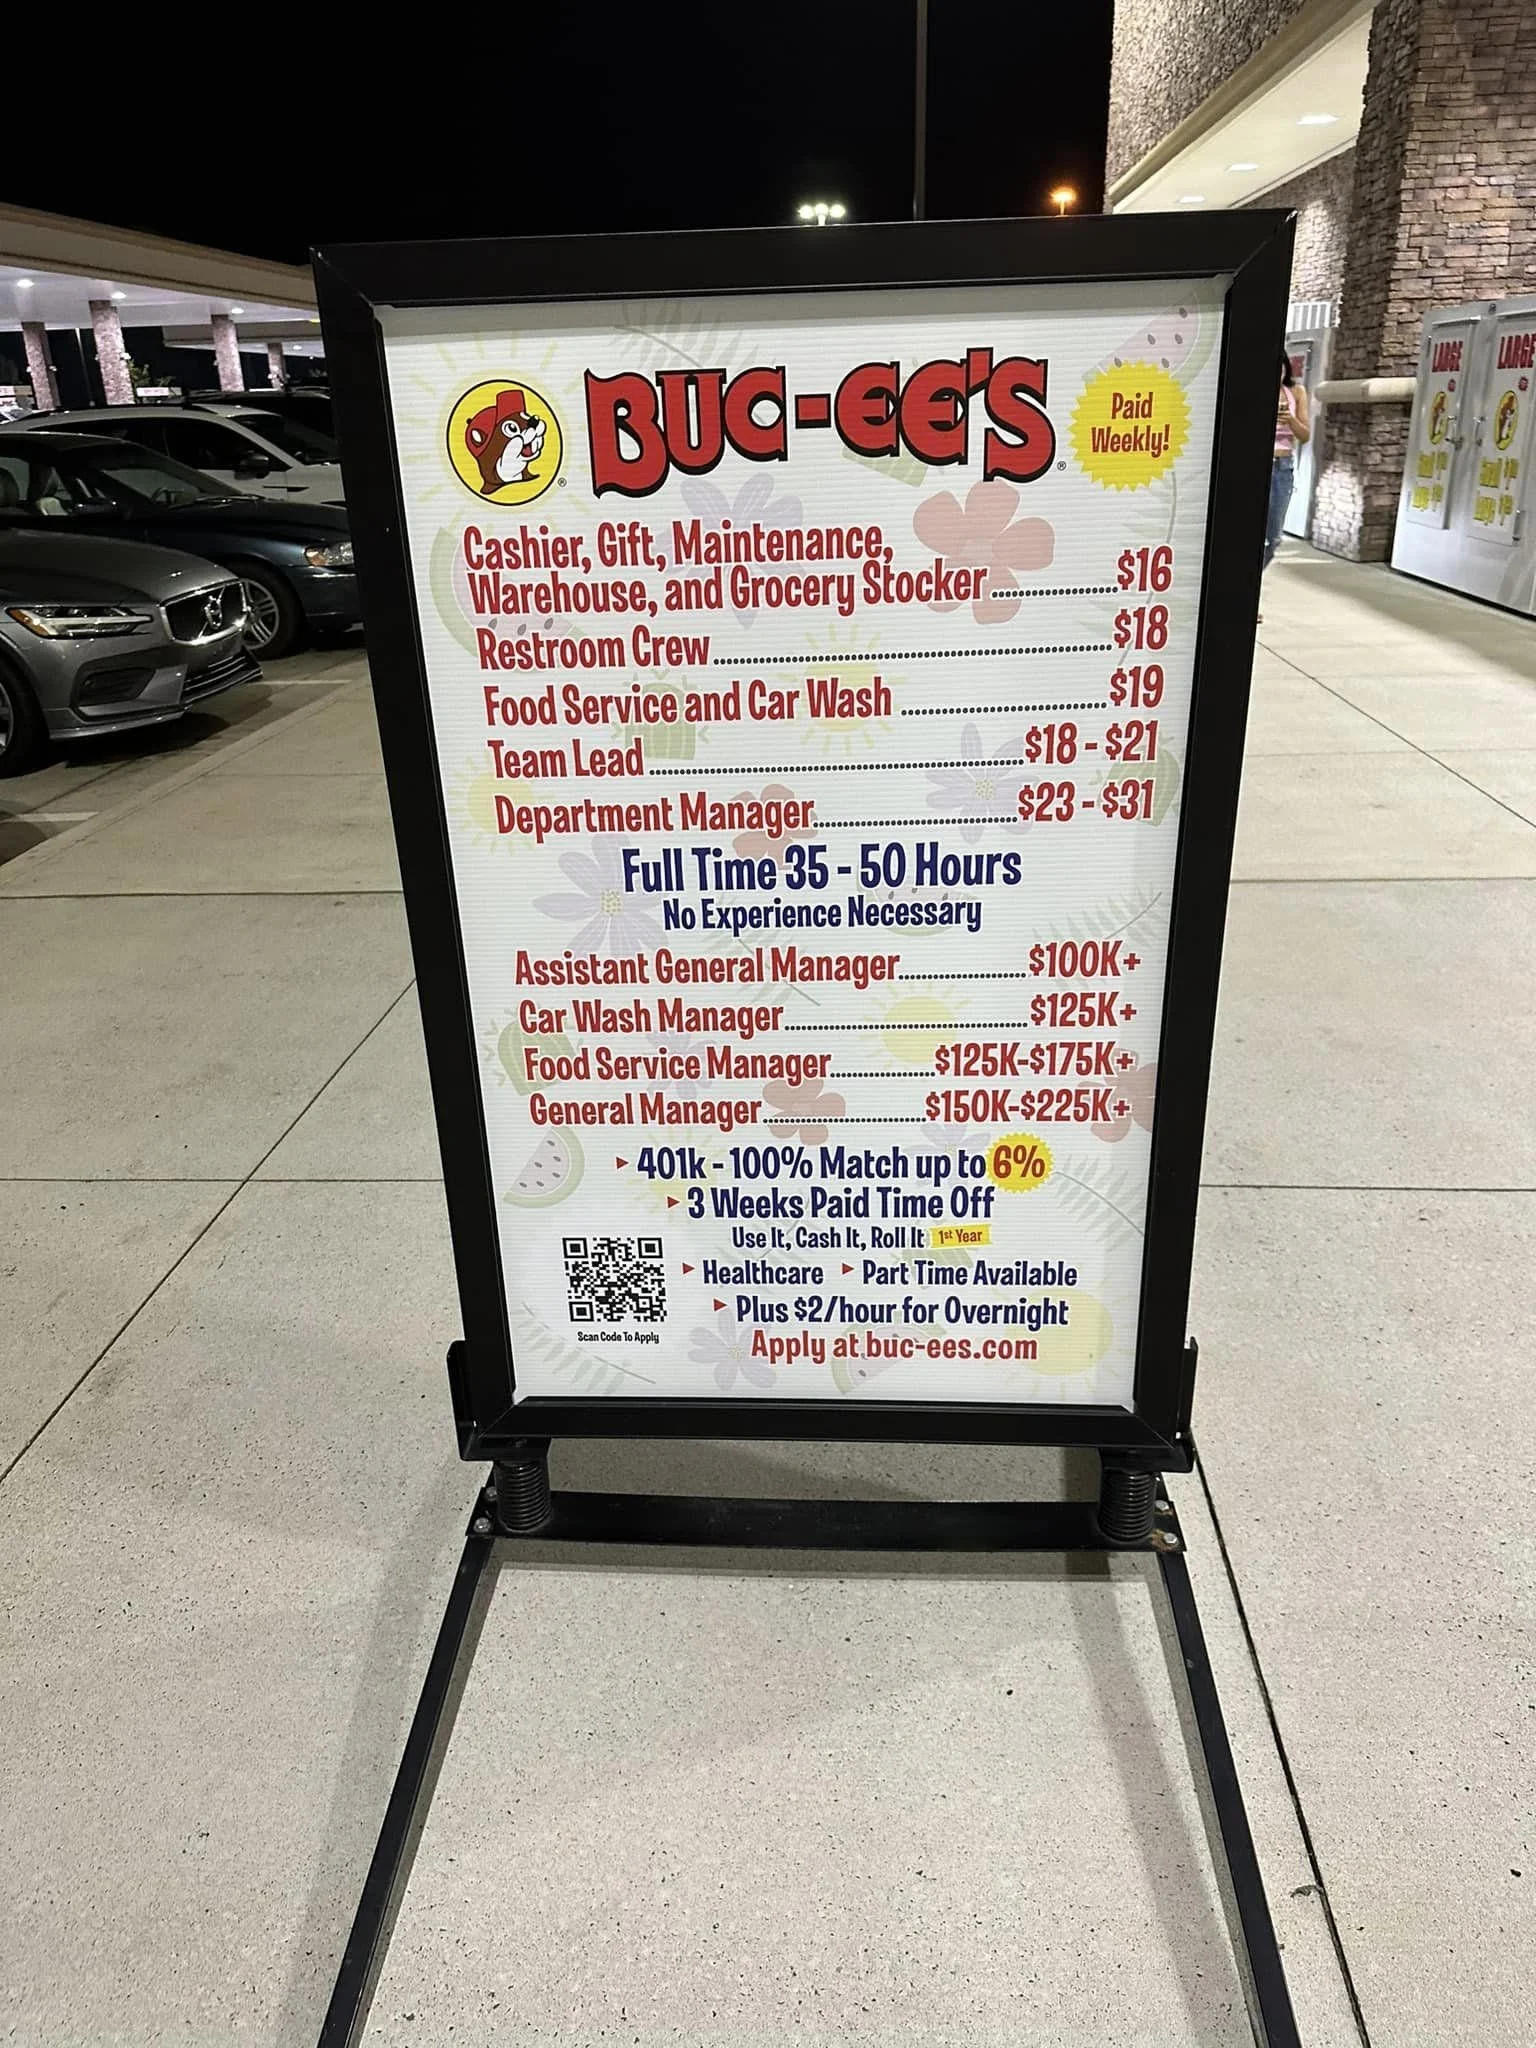 BUC-EE'S
Paid
Weekly!
Cashier, Gift, Maintenance,
Warehouse, and Grocery Stocker ........ $16
Restroom Crew ........ $18
Food Service and Car Wash ........ $19
Team Lead ........ $18 - $21
Department Manager ........ $23 - $31
Full Time 35 - 50 Hours
No Experience Necessary
Assistant General Manager ........ $100K+
Car Wash Manager ........ $125K+
Food Service Manager ........ $125K-$175K+
General Manager ........ $150K-$225K+
401k - 100% Match up to 6%
3 Weeks Paid Time Off
Use It, Cash It, Roll It 1st Year
Healthcare Part Time Available
Plus $2/hour for Overnight
Apply at buc-ees.com
Scan Code To Apply
LARGE
LARGE